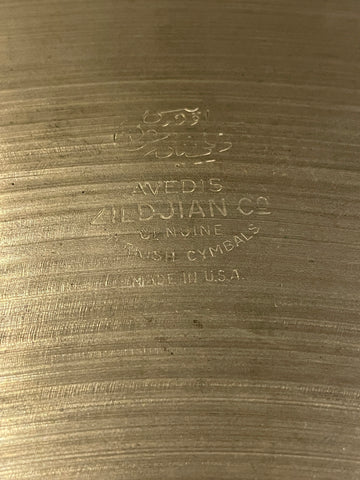 AVEDIS
ZILDJIAN Cº
GENUINE
TURKISH CYMBALS
MADE IN U.S.A.